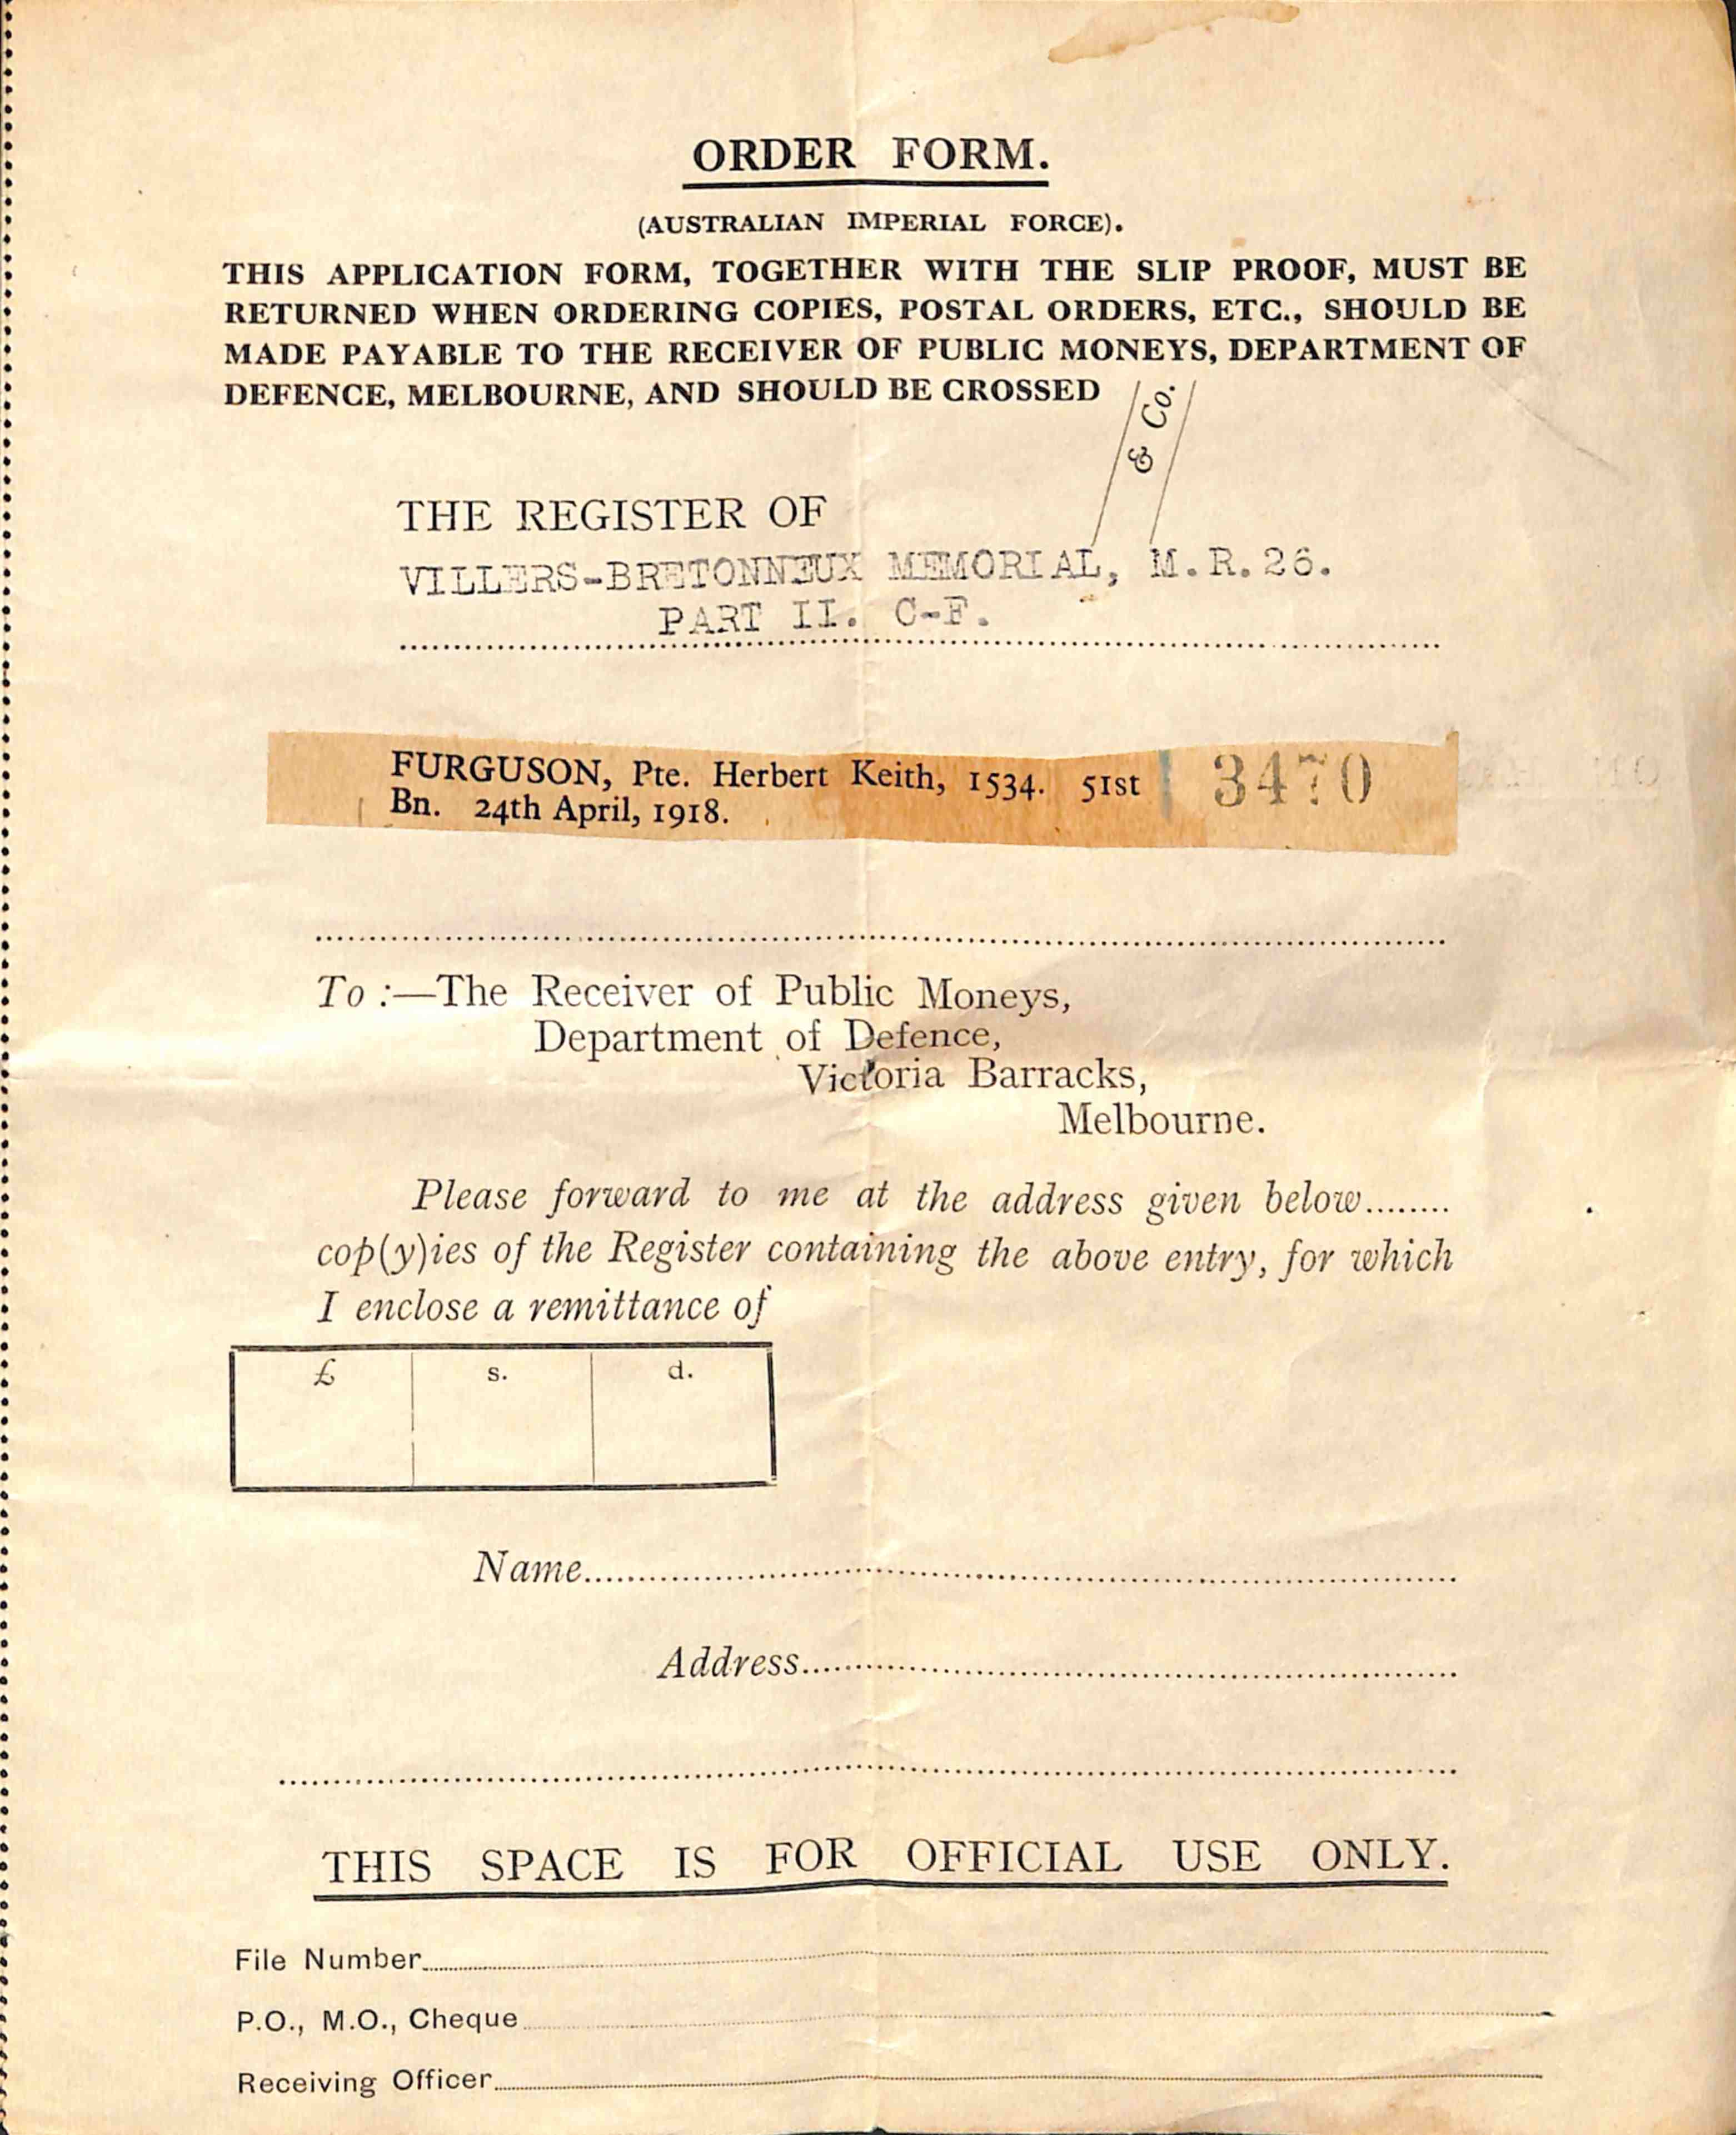 ORDER FORM.
(AUSTRALIAN IMPERIAL FORCE).
THIS APPLICATION FORM, TOGETHER WITH THE SLIP PROOF, MUST BE
RETURNED WHEN ORDERING COPIES, POSTAL ORDERS, ETC., SHOULD BE
MADE PAYABLE TO THE RECEIVER OF PUBLIC MONEYS, DEPARTMENT OF
DEFENCE, MELBOURNE, AND SHOULD BE CROSSED
& Co.
THE REGISTER OF
VILLERS-BRETONNEUX MEMORIAL, M.R.26.
PART II. C-F.
FURGUSON, Pte. Herbert Keith, 1534. 51st
Bn. 24th April, 1918.
3470
To :—The Receiver of Public Moneys,
Department of Defence,
Victoria Barracks,
Melbourne.
Please forward to me at the address given below........
cop(y)ies of the Register containing the above entry, for which
I enclose a remittance of
£ s. d.
Name
Address
THIS SPACE IS FOR OFFICIAL USE ONLY.
File Number
P.O., M.O., Cheque
Receiving Officer